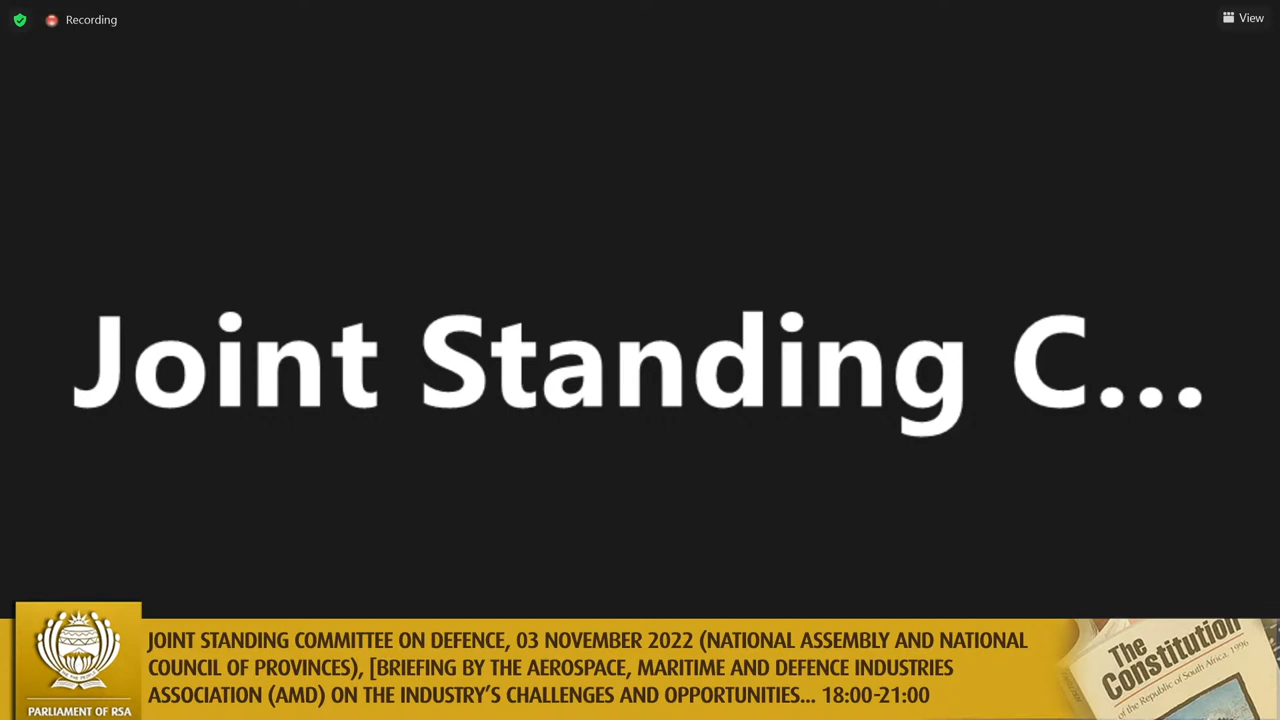 Recording
View
Joint Standing C...
JOINT STANDING COMMITTEE ON DEFENCE, 03 NOVEMBER 2022 (NATIONAL ASSEMBLY AND NATIONAL
COUNCIL OF PROVINCES), [BRIEFING BY THE AEROSPACE, MARITIME AND DEFENCE INDUSTRIES
ASSOCIATION (AMD) ON THE INDUSTRY'S CHALLENGES AND OPPORTUNITIES... 18:00-21:00
PARLIAMENT OF RSA
The
Constitution
of the Republic of South Africa, 1996